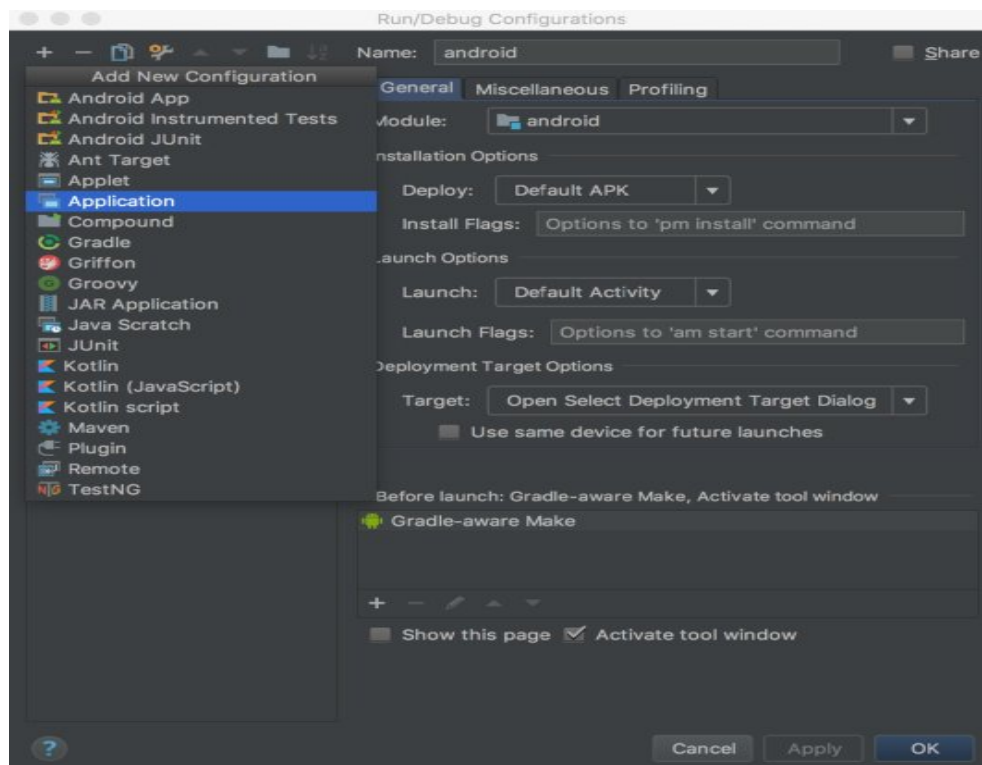 Run/Debug Configurations
Name: android
Share
Add New Configuration
Android App
Android Instrumented Tests
Android JUnit
Ant Target
Applet
Application
Compound
Gradle
Griffon
Groovy
JAR Application
Java Scratch
JUnit
Kotlin
Kotlin (JavaScript)
Kotlin script
Maven
Plugin
Remote
TestNG
General Miscellaneous Profiling
Module: android
nstallation Options
Deploy: Default APK
Install Flags: Options to 'pm install' command
aunch Options
Launch: Default Activity
Launch Flags: Options to 'am start' command
Deployment Target Options
Target: Open Select Deployment Target Dialog
Use same device for future launches
Before launch: Gradle-aware Make, Activate tool window
Gradle-aware Make
Show this page Activate tool window
? Cancel Apply OK